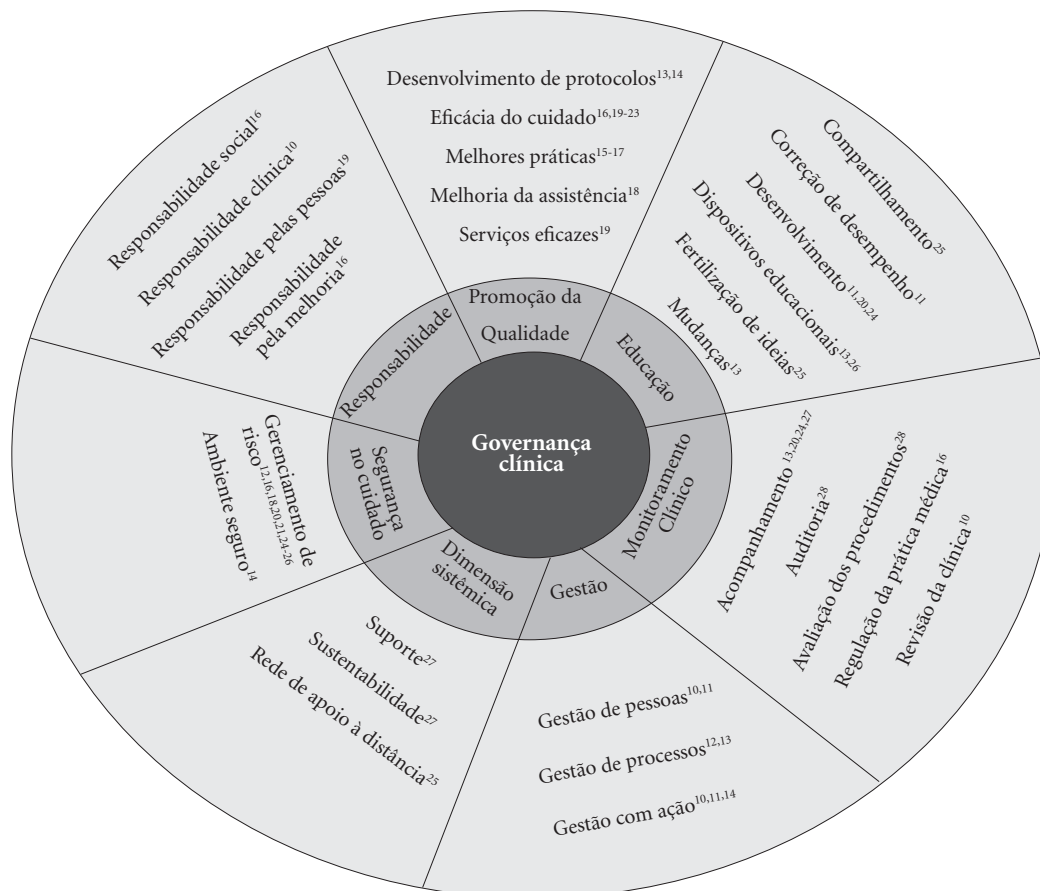 Desenvolvimento de protocolos13,14
Eficácia do cuidado16,19-23
Melhores práticas15-17
Melhoria da assistência18
Serviços eficazes19
Promoção da
Qualidade
Compartilhamento25
Correção de desempenho11
Desenvolvimento11,20,24
Dispositivos educacionais13,26
Fertilização de ideias25
Mudanças13
Educação
Acompanhamento13,20,24,27
Auditoria28
Avaliação dos procedimentos28
Regulação da prática médica16
Revisão da clínica10
Monitoramento
Clínico
Gestão de pessoas10,11
Gestão de processos12,13
Gestão com ação10,11,14
Gestão
Suporte27
Sustentabilidade27
Rede de apoio à distância25
Dimensão
sistêmica
Gerenciamento de
risco12,16,18,20,21,24-26
Ambiente seguro14
Segurança
no cuidado
Responsabilidade social16
Responsabilidade clínica10
Responsabilidade pelas pessoas19
Responsabilidade
pela melhoria16
Responsabilidade
Governança
clínica